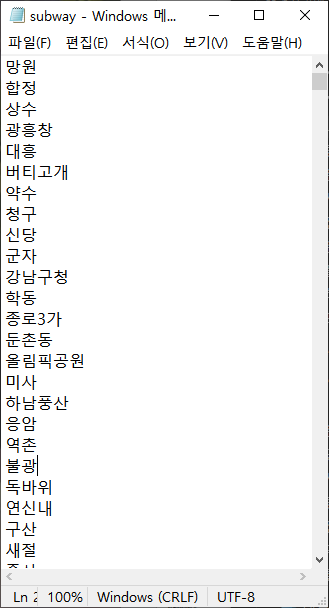 subway - Windows 메...
파일(F) 편집(E) 서식(O) 보기(V) 도움말(H)
망원
합정
상수
광흥창
대흥
버티고개
약수
청구
신당
군자
강남구청
학동
종로3가
둔촌동
올림픽공원
미사
하남풍산
응암
역촌
불광
독바위
연신내
구산
새절
Ln 2 100% Windows (CRLF) UTF-8